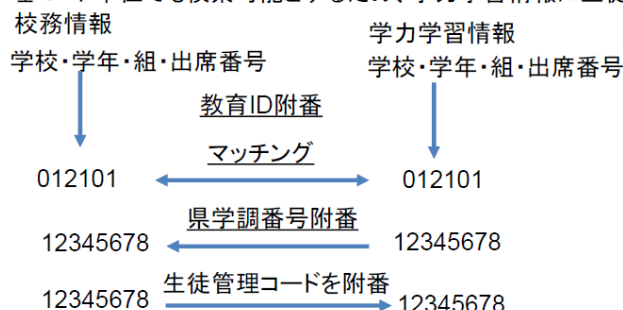 校務情報
学力学習情報
学校・学年・組・出席番号
学校・学年・組・出席番号
教育ID附番
マッチング
012101
012101
県学調番号附番
12345678
12345678
生徒管理コードを附番
12345678
12345678